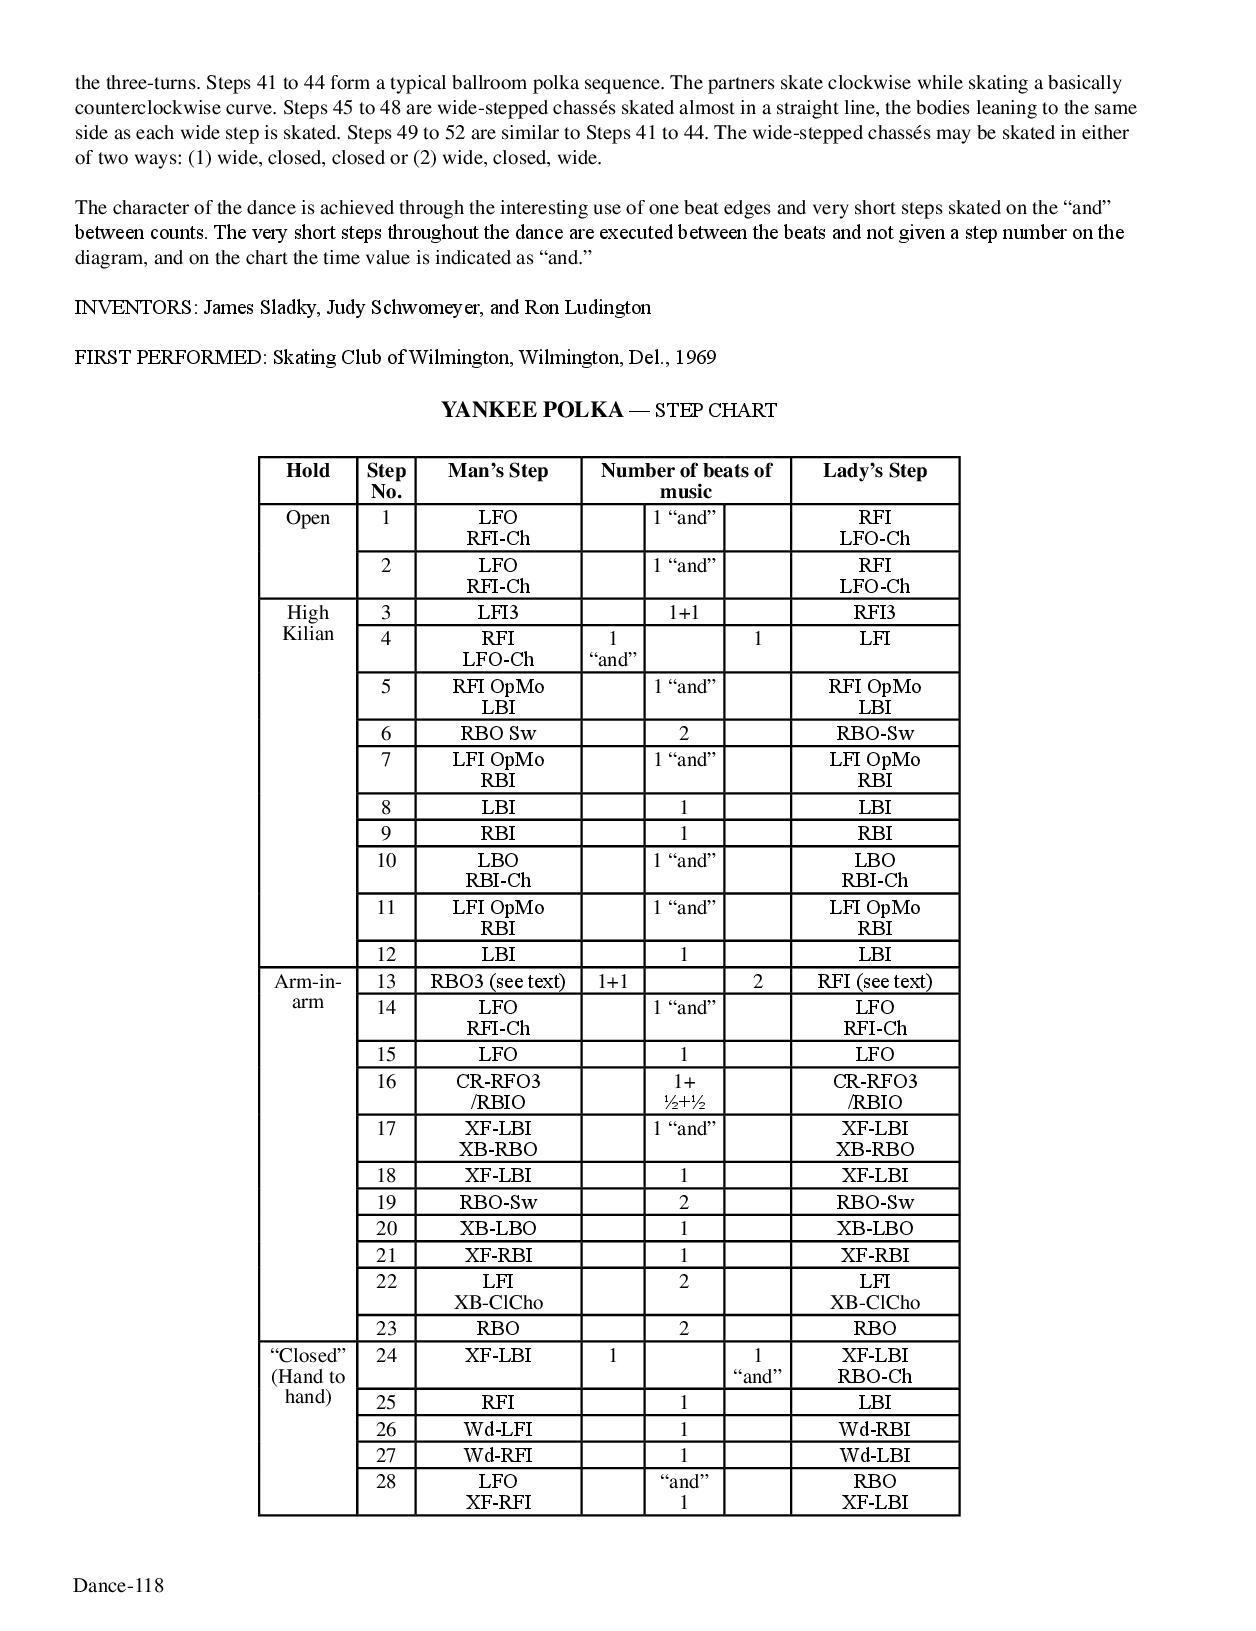 the three-turns. Steps 41 to 44 form a typical ballroom polka sequence. The partners skate clockwise while skating a basically
counterclockwise curve. Steps 45 to 48 are wide-stepped chassés skated almost in a straight line, the bodies leaning to the same
side as each wide step is skated. Steps 49 to 52 are similar to Steps 41 to 44. The wide-stepped chassés may be skated in either
of two ways: (1) wide, closed, closed or (2) wide, closed, wide.
The character of the dance is achieved through the interesting use of one beat edges and very short steps skated on the “and”
between counts. The very short steps throughout the dance are executed between the beats and not given a step number on the
diagram, and on the chart the time value is indicated as “and.”
INVENTORS: James Sladky, Judy Schwomeyer, and Ron Ludington
FIRST PERFORMED: Skating Club of Wilmington, Wilmington, Del., 1969
YANKEE POLKA — STEP CHART
Hold Step Man’s Step Number of beats of Lady’s Step
No. music
Open 1 LFO 1 “and” RFI
RFI-Ch LFO-Ch
2 LFO 1 “and” RFI
RFI-Ch LFO-Ch
High 3 LFI3 1+1 RFI3
Kilian 4 RFI 1 1 LFI
LFO-Ch “and”
5 RFI OpMo 1 “and” RFI OpMo
LBI LBI
6 RBO Sw 2 RBO-Sw
7 LFI OpMo 1 “and” LFI OpMo
RBI RBI
8 LBI 1 LBI
9 RBI 1 RBI
10 LBO 1 “and” LBO
RBI-Ch RBI-Ch
11 LFI OpMo 1 “and” LFI OpMo
RBI RBI
12 LBI 1 LBI
Arm-in- 13 RBO3 (see text) 1+1 2 RFI (see text)
arm 14 LFO 1 “and” LFO
RFI-Ch RFI-Ch
15 LFO 1 LFO
16 CR-RFO3 1+ CR-RFO3
/RBIO ½+½ /RBIO
17 XF-LBI 1 “and” XF-LBI
XB-RBO XB-RBO
18 XF-LBI 1 XF-LBI
19 RBO-Sw 2 RBO-Sw
20 XB-LBO 1 XB-LBO
21 XF-RBI 1 XF-RBI
22 LFI 2 LFI
XB-ClCho XB-ClCho
23 RBO 2 RBO
“Closed” 24 XF-LBI 1 1 XF-LBI
(Hand to “and” RBO-Ch
hand) 25 RFI 1 LBI
26 Wd-LFI 1 Wd-RBI
27 Wd-RFI 1 Wd-LBI
28 LFO “and” RBO
XF-RFI 1 XF-LBI
Dance-118